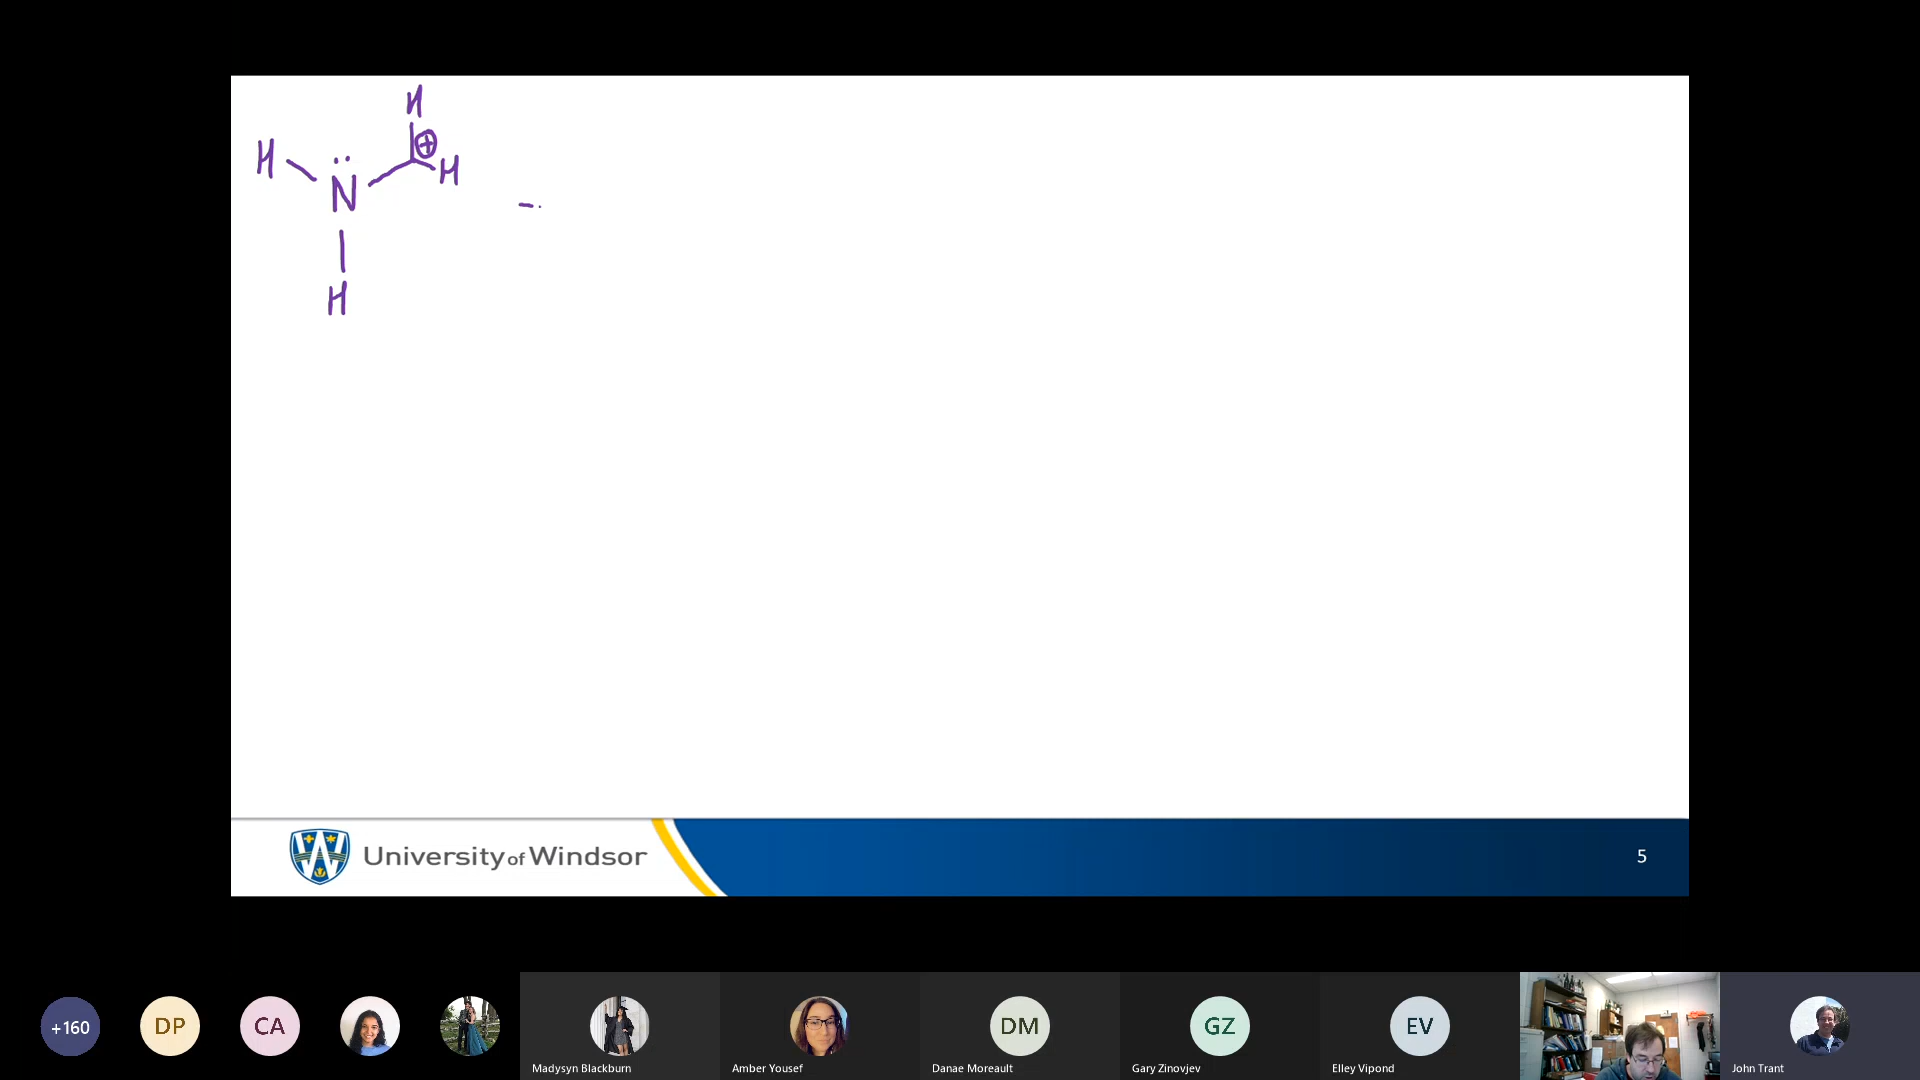 H
H
N
H
H
University of Windsor
5
+160
DP
CA
DM
GZ
EV
Madysyn Blackburn
Amber Yousef
Danae Moreault
Gary Zinovjev
Elley Vipond
John Trant